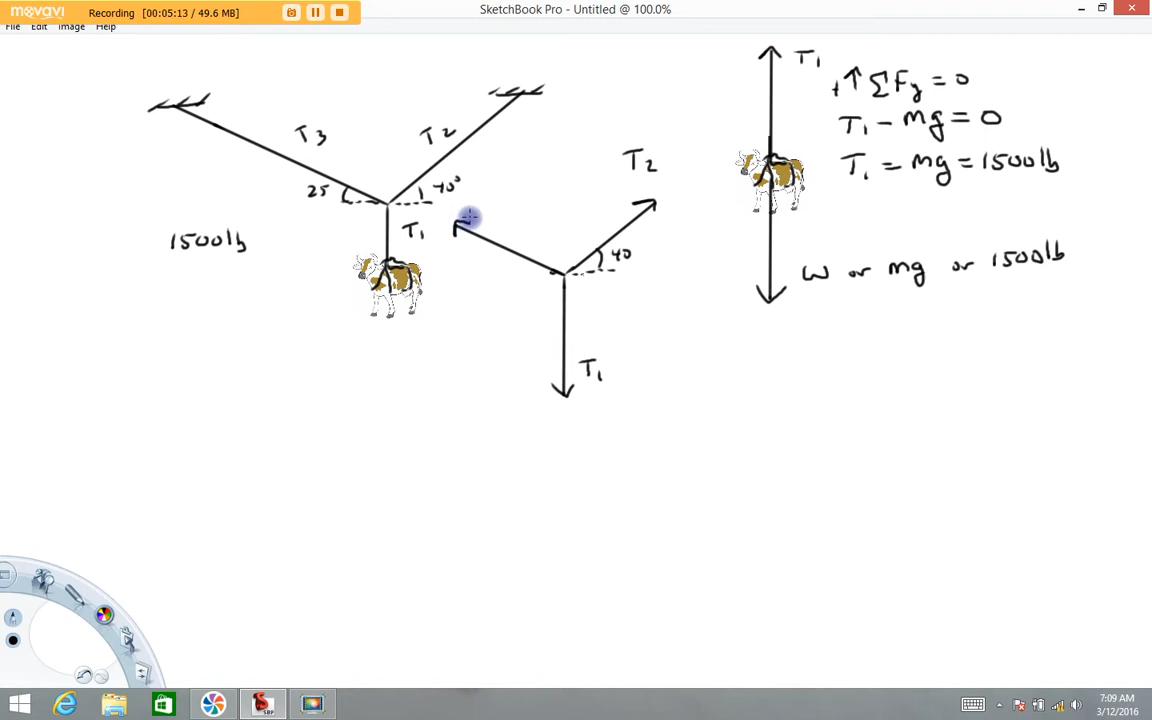 movavi
Recording [00:05:13 / 49.6 MB]
SketchBook Pro - Untitled @ 100.0%
File Edit Image Help
T1
+↑ ΣFy = 0
T1 - mg = 0
T1 = mg = 1500lb
T3
T2
25
40°
T1
1500lb
T2
40
T1
W or mg or 1500lb
SBP
7:09 AM
3/12/2016